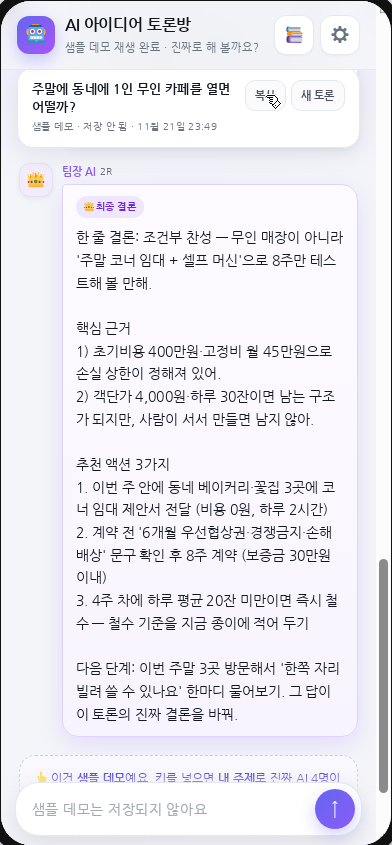 AI 아이디어 토론방
샘플 데모 재생 완료 · 진짜로 해 볼까요?
주말에 동네에 1인 무인 카페를 열면
어떨까?
새 토론
샘플 데모 · 저장 안 됨 · 11월 21일 23:49
팀장 AI 2R
최종 결론
한 줄 결론: 조건부 찬성 — 무인 매장이 아니라
'주말 코너 임대 + 셀프 머신'으로 8주만 테스
트해 볼 만해.
핵심 근거
1) 초기비용 400만원·고정비 월 45만원으로
손실 상한이 정해져 있어.
2) 객단가 4,000원·하루 30잔이면 남는 구조
가 되지만, 사람이 서서 만들면 남지 않아.
추천 액션 3가지
1. 이번 주 안에 동네 베이커리·꽃집 3곳에 코
너 임대 제안서 전달 (비용 0원, 하루 2시간)
2. 계약 전 '6개월 우선협상권·경쟁금지·손해
배상' 문구 확인 후 8주 계약 (보증금 30만원
이내)
3. 4주 차에 하루 평균 20잔 미만이면 즉시 철
수 — 철수 기준을 지금 종이에 적어 두기
다음 단계: 이번 주말 3곳 방문해서 '한쪽 자리
빌려 쓸 수 있나요' 한마디 물어보기. 그 답이
이 토론의 진짜 결론을 바꿔.
이건 샘플 데모예요. 키를 넣으면 내 주제로 진짜 AI 4명이
샘플 데모는 저장되지 않아요